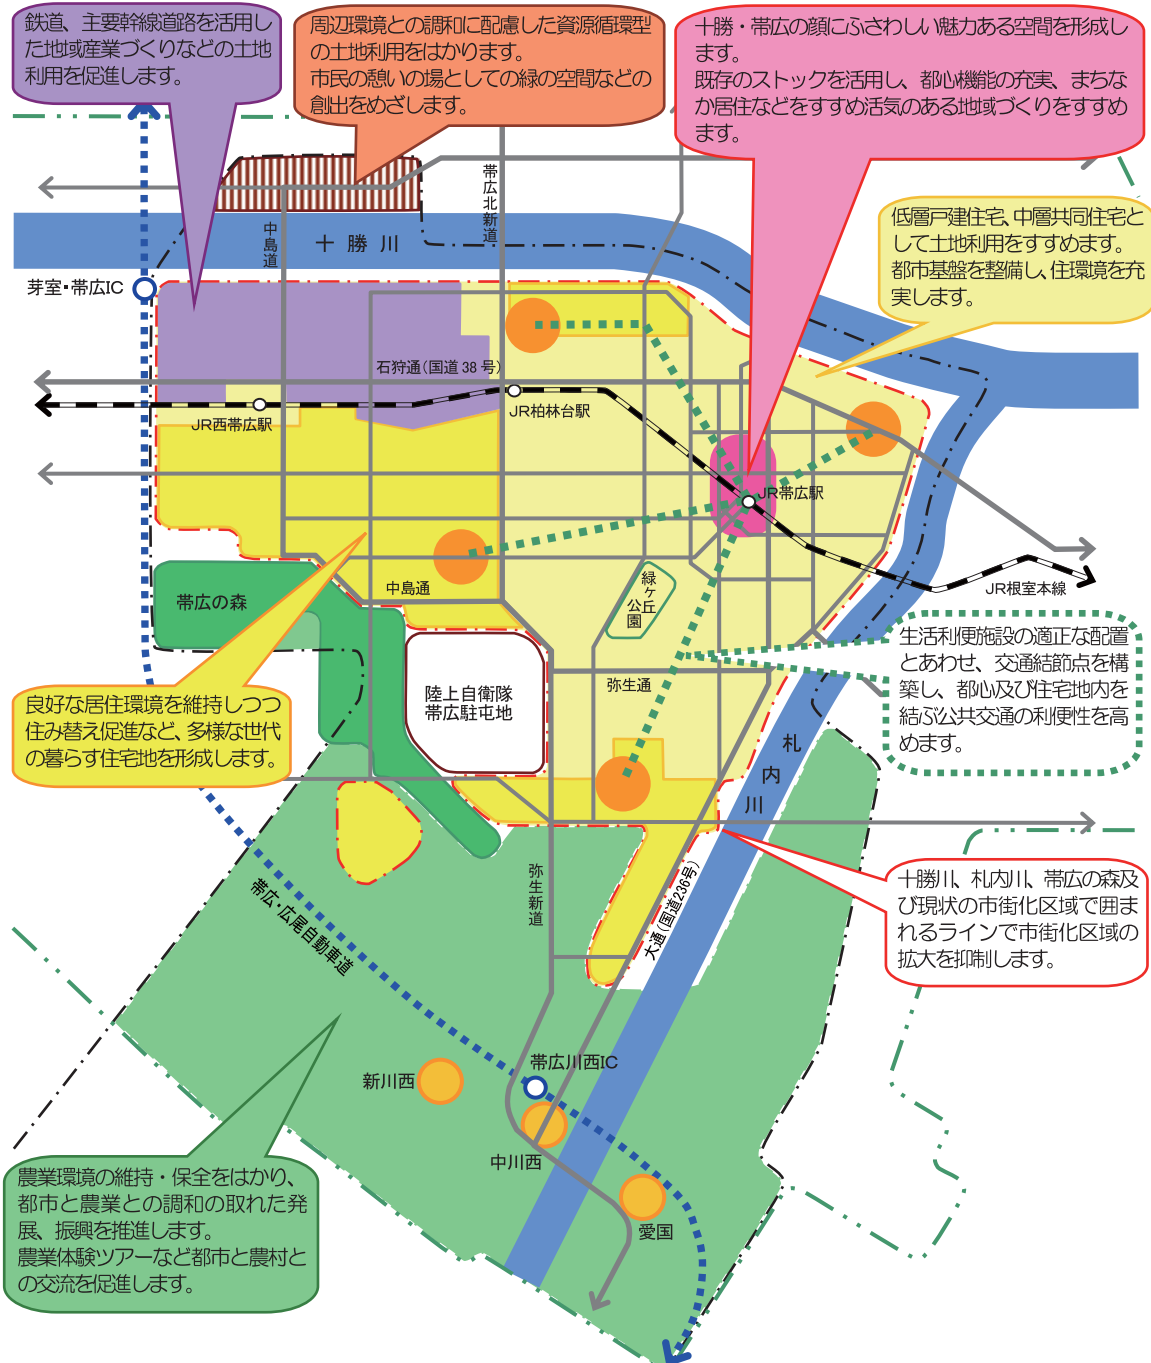 鉄道、主要幹線道路を活用し
た地域産業づくりなどの土地
利用を促進します。
周辺環境との調和に配慮した資源循環型
の土地利用をはかります。
市民の憩いの場としての緑の空間などの
創出をめざします。
十勝・帯広の顔にふさわしい魅力ある空間を形成し
ます。
既存のストックを活用し、都心機能の充実、まちな
か居住などをすすめ活気のある地域づくりをすすめ
ます。
帯広北新道
中島道
十勝川
低層戸建住宅、中層共同住宅と
して土地利用をすすめます。
都市基盤を整備し、住環境を充
実します。
芽室・帯広IC
石狩通(国道38号)
JR西帯広駅
JR柏林台駅
JR帯広駅
JR根室本線
緑ヶ丘
公園
中島通
帯広の森
生活利便施設の適正な配置
とあわせ、交通結節点を構
築し、都心及び住宅地内を
結ぶ公共交通の利便性を高
めます。
陸上自衛隊
帯広駐屯地
弥生通
良好な居住環境を維持しつつ
住み替え促進など、多様な世代
の暮らす住宅地を形成します。
札内川
弥生新道
大通(国道236号)
帯広・広尾自動車道
十勝川、札内川、帯広の森及
び現状の市街化区域で囲ま
れるラインで市街化区域の
拡大を抑制します。
帯広川西IC
新川西
中川西
愛国
農業環境の維持・保全をはかり、
都市と農業との調和の取れた発
展、振興を推進します。
農業体験ツアーなど都市と農村と
の交流を促進します。